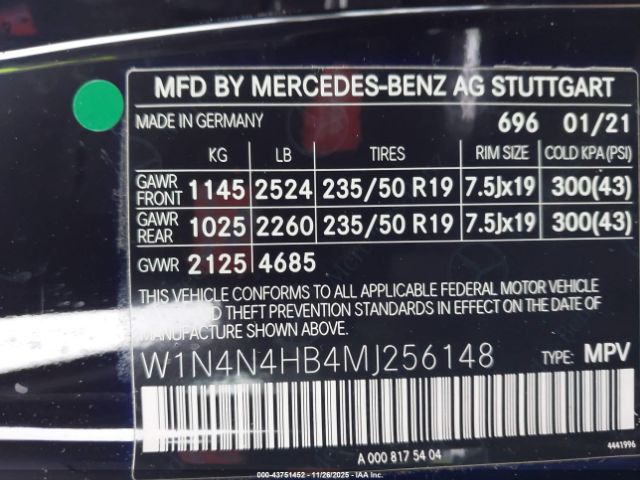 MFD BY MERCEDES-BENZ AG STUTTGART
MADE IN GERMANY 696 01/21
KG LB TIRES RIM SIZE COLD KPA (PSI)
GAWR FRONT 1145 2524 235/50 R19 7.5Jx19 300(43)
GAWR REAR 1025 2260 235/50 R19 7.5Jx19 300(43)
GVWR 2125 4685
THIS VEHICLE CONFORMS TO ALL APPLICABLE FEDERAL MOTOR VEHICLE
AND THEFT PREVENTION STANDARDS IN EFFECT ON THE DATE OF
MANUFACTURE SHOWN ABOVE.
W1N4N4HB4MJ256148 TYPE: MPV
A 000 817 54 04
4441996
000-43751452 - 11/26/2025 - IAAI.COM